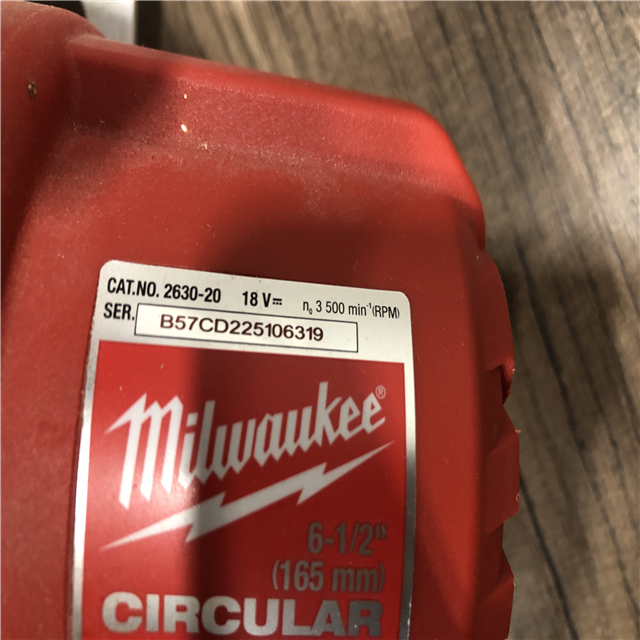 CAT.NO. 2630-20 18 V⎓ n₀ 3 500 min⁻¹(RPM)
SER. B57CD225106319
Milwaukee®
6-1/2"
(165 mm)
CIRCULAR